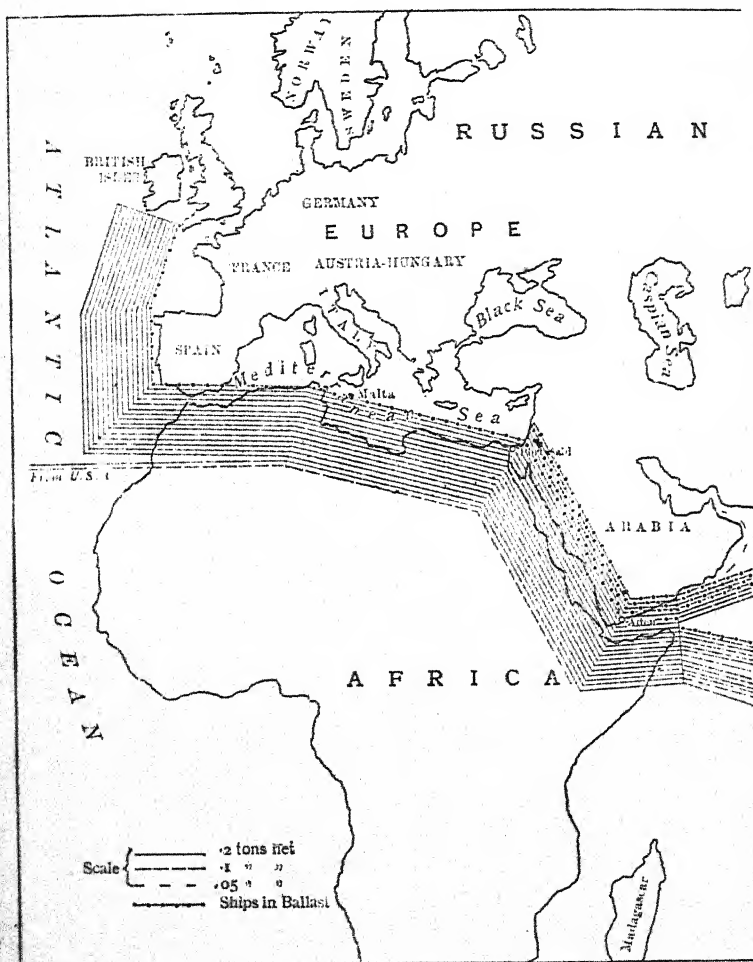 NORWAY
SWEDEN
RUSSIAN
ATLANTIC
BRITISH
ISLES
GERMANY
EUROPE
FRANCE AUSTRIA-HUNGARY
Caspian Sea
Black Sea
ITALY
SPAIN
Mediter
Malta
Sea
From U.S.
ARABIA
Aden
OCEAN
AFRICA
Scale
·2 tons net
·1 " "
·05 " "
Ships in Ballast
Madagascar